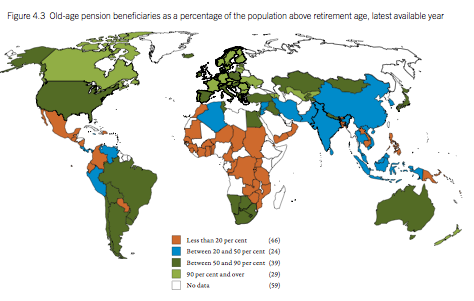 Figure 4.3 Old-age pension beneficiaries as a percentage of the population above retirement age, latest available year
Less than 20 per cent (46)
Between 20 and 50 per cent (24)
Between 50 and 90 per cent (39)
90 per cent and over (29)
No data (59)